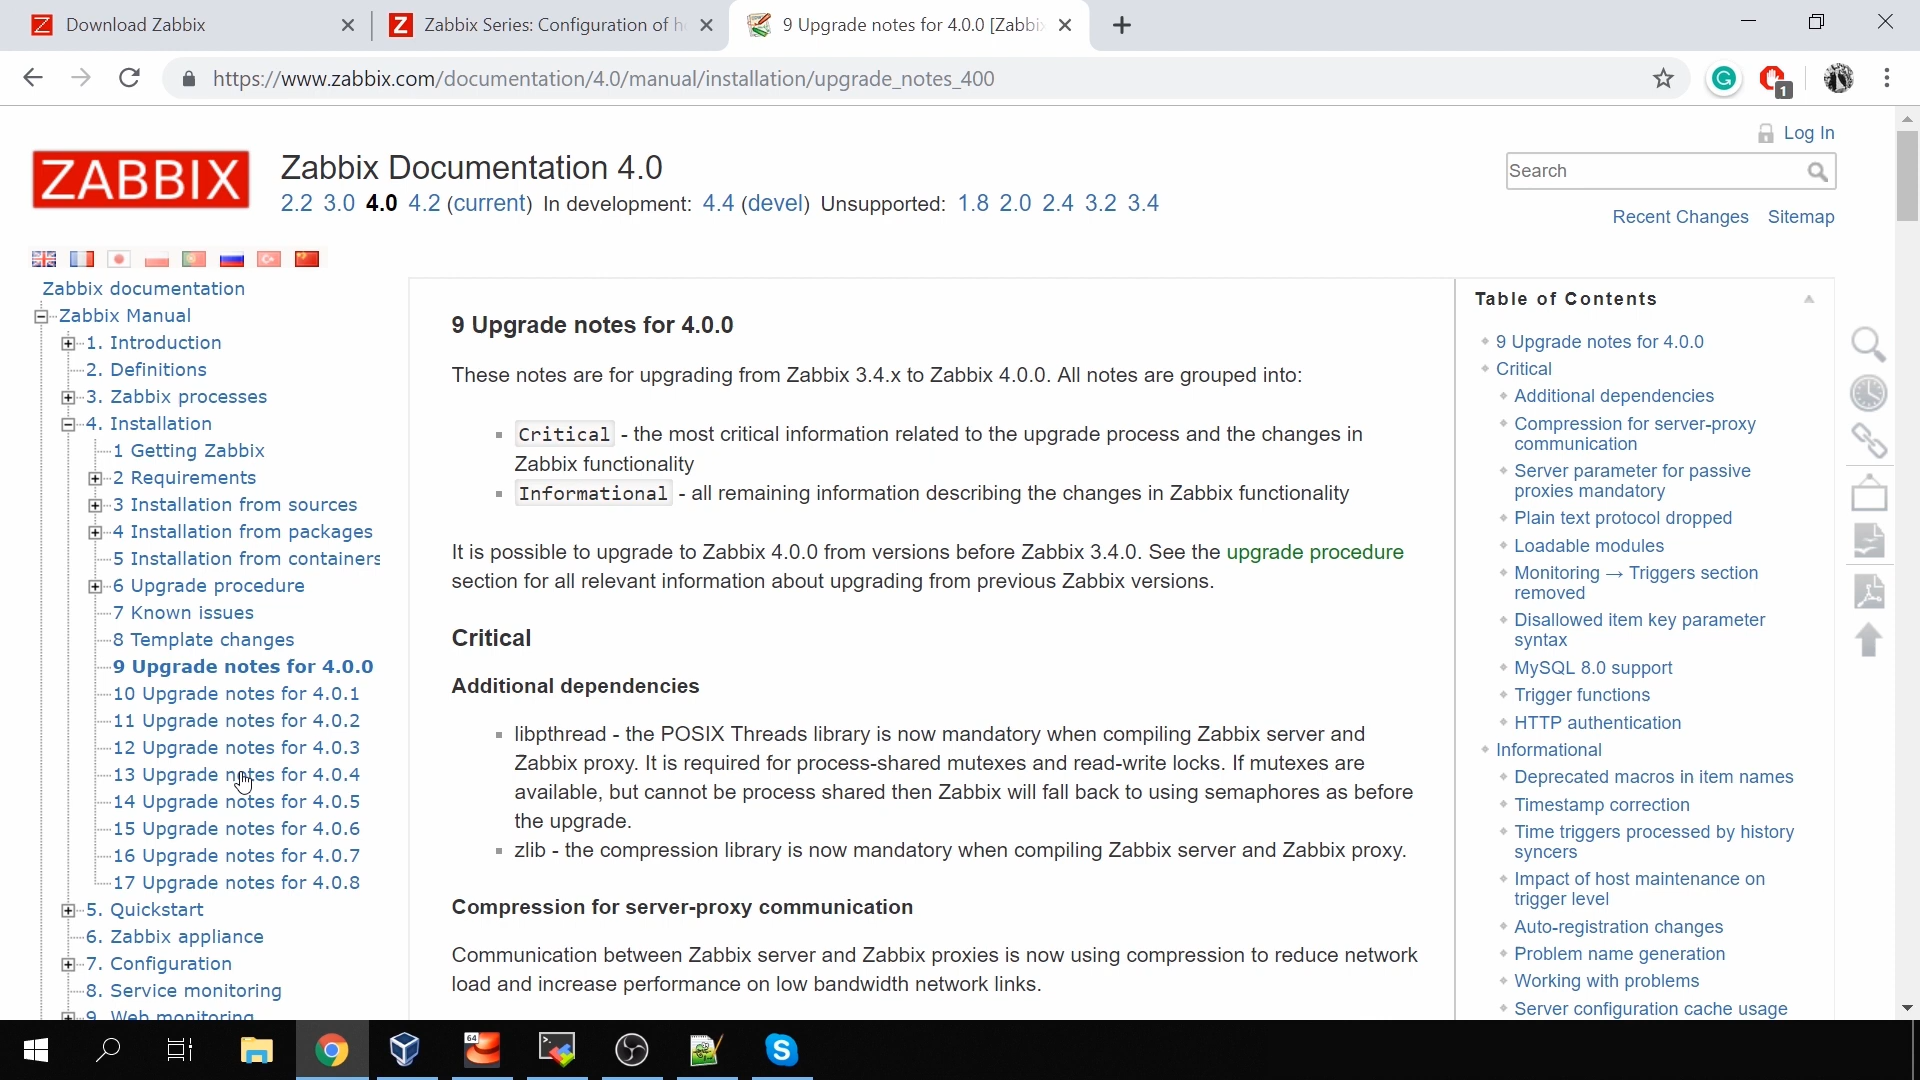 Download Zabbix
Zabbix Series: Configuration of h
9 Upgrade notes for 4.0.0 [Zabbi
https://www.zabbix.com/documentation/4.0/manual/installation/upgrade_notes_400
1
Log In
ZABBIX
Zabbix Documentation 4.0
2.2 3.0 4.0 4.2 (current) In development: 4.4 (devel) Unsupported: 1.8 2.0 2.4 3.2 3.4
Search
Recent Changes Sitemap
Zabbix documentation
Zabbix Manual
1. Introduction
2. Definitions
3. Zabbix processes
4. Installation
1 Getting Zabbix
2 Requirements
3 Installation from sources
4 Installation from packages
5 Installation from containers
6 Upgrade procedure
7 Known issues
8 Template changes
9 Upgrade notes for 4.0.0
10 Upgrade notes for 4.0.1
11 Upgrade notes for 4.0.2
12 Upgrade notes for 4.0.3
13 Upgrade notes for 4.0.4
14 Upgrade notes for 4.0.5
15 Upgrade notes for 4.0.6
16 Upgrade notes for 4.0.7
17 Upgrade notes for 4.0.8
5. Quickstart
6. Zabbix appliance
7. Configuration
8. Service monitoring
9. Web monitoring
9 Upgrade notes for 4.0.0
These notes are for upgrading from Zabbix 3.4.x to Zabbix 4.0.0. All notes are grouped into:
Critical - the most critical information related to the upgrade process and the changes in
Zabbix functionality
Informational - all remaining information describing the changes in Zabbix functionality
It is possible to upgrade to Zabbix 4.0.0 from versions before Zabbix 3.4.0. See the upgrade procedure
section for all relevant information about upgrading from previous Zabbix versions.
Critical
Additional dependencies
libpthread - the POSIX Threads library is now mandatory when compiling Zabbix server and
Zabbix proxy. It is required for process-shared mutexes and read-write locks. If mutexes are
available, but cannot be process shared then Zabbix will fall back to using semaphores as before
the upgrade.
zlib - the compression library is now mandatory when compiling Zabbix server and Zabbix proxy.
Compression for server-proxy communication
Communication between Zabbix server and Zabbix proxies is now using compression to reduce network
load and increase performance on low bandwidth network links.
Table of Contents
9 Upgrade notes for 4.0.0
Critical
Additional dependencies
Compression for server-proxy
communication
Server parameter for passive
proxies mandatory
Plain text protocol dropped
Loadable modules
Monitoring → Triggers section
removed
Disallowed item key parameter
syntax
MySQL 8.0 support
Trigger functions
HTTP authentication
Informational
Deprecated macros in item names
Timestamp correction
Time triggers processed by history
syncers
Impact of host maintenance on
trigger level
Auto-registration changes
Problem name generation
Working with problems
Server configuration cache usage
64